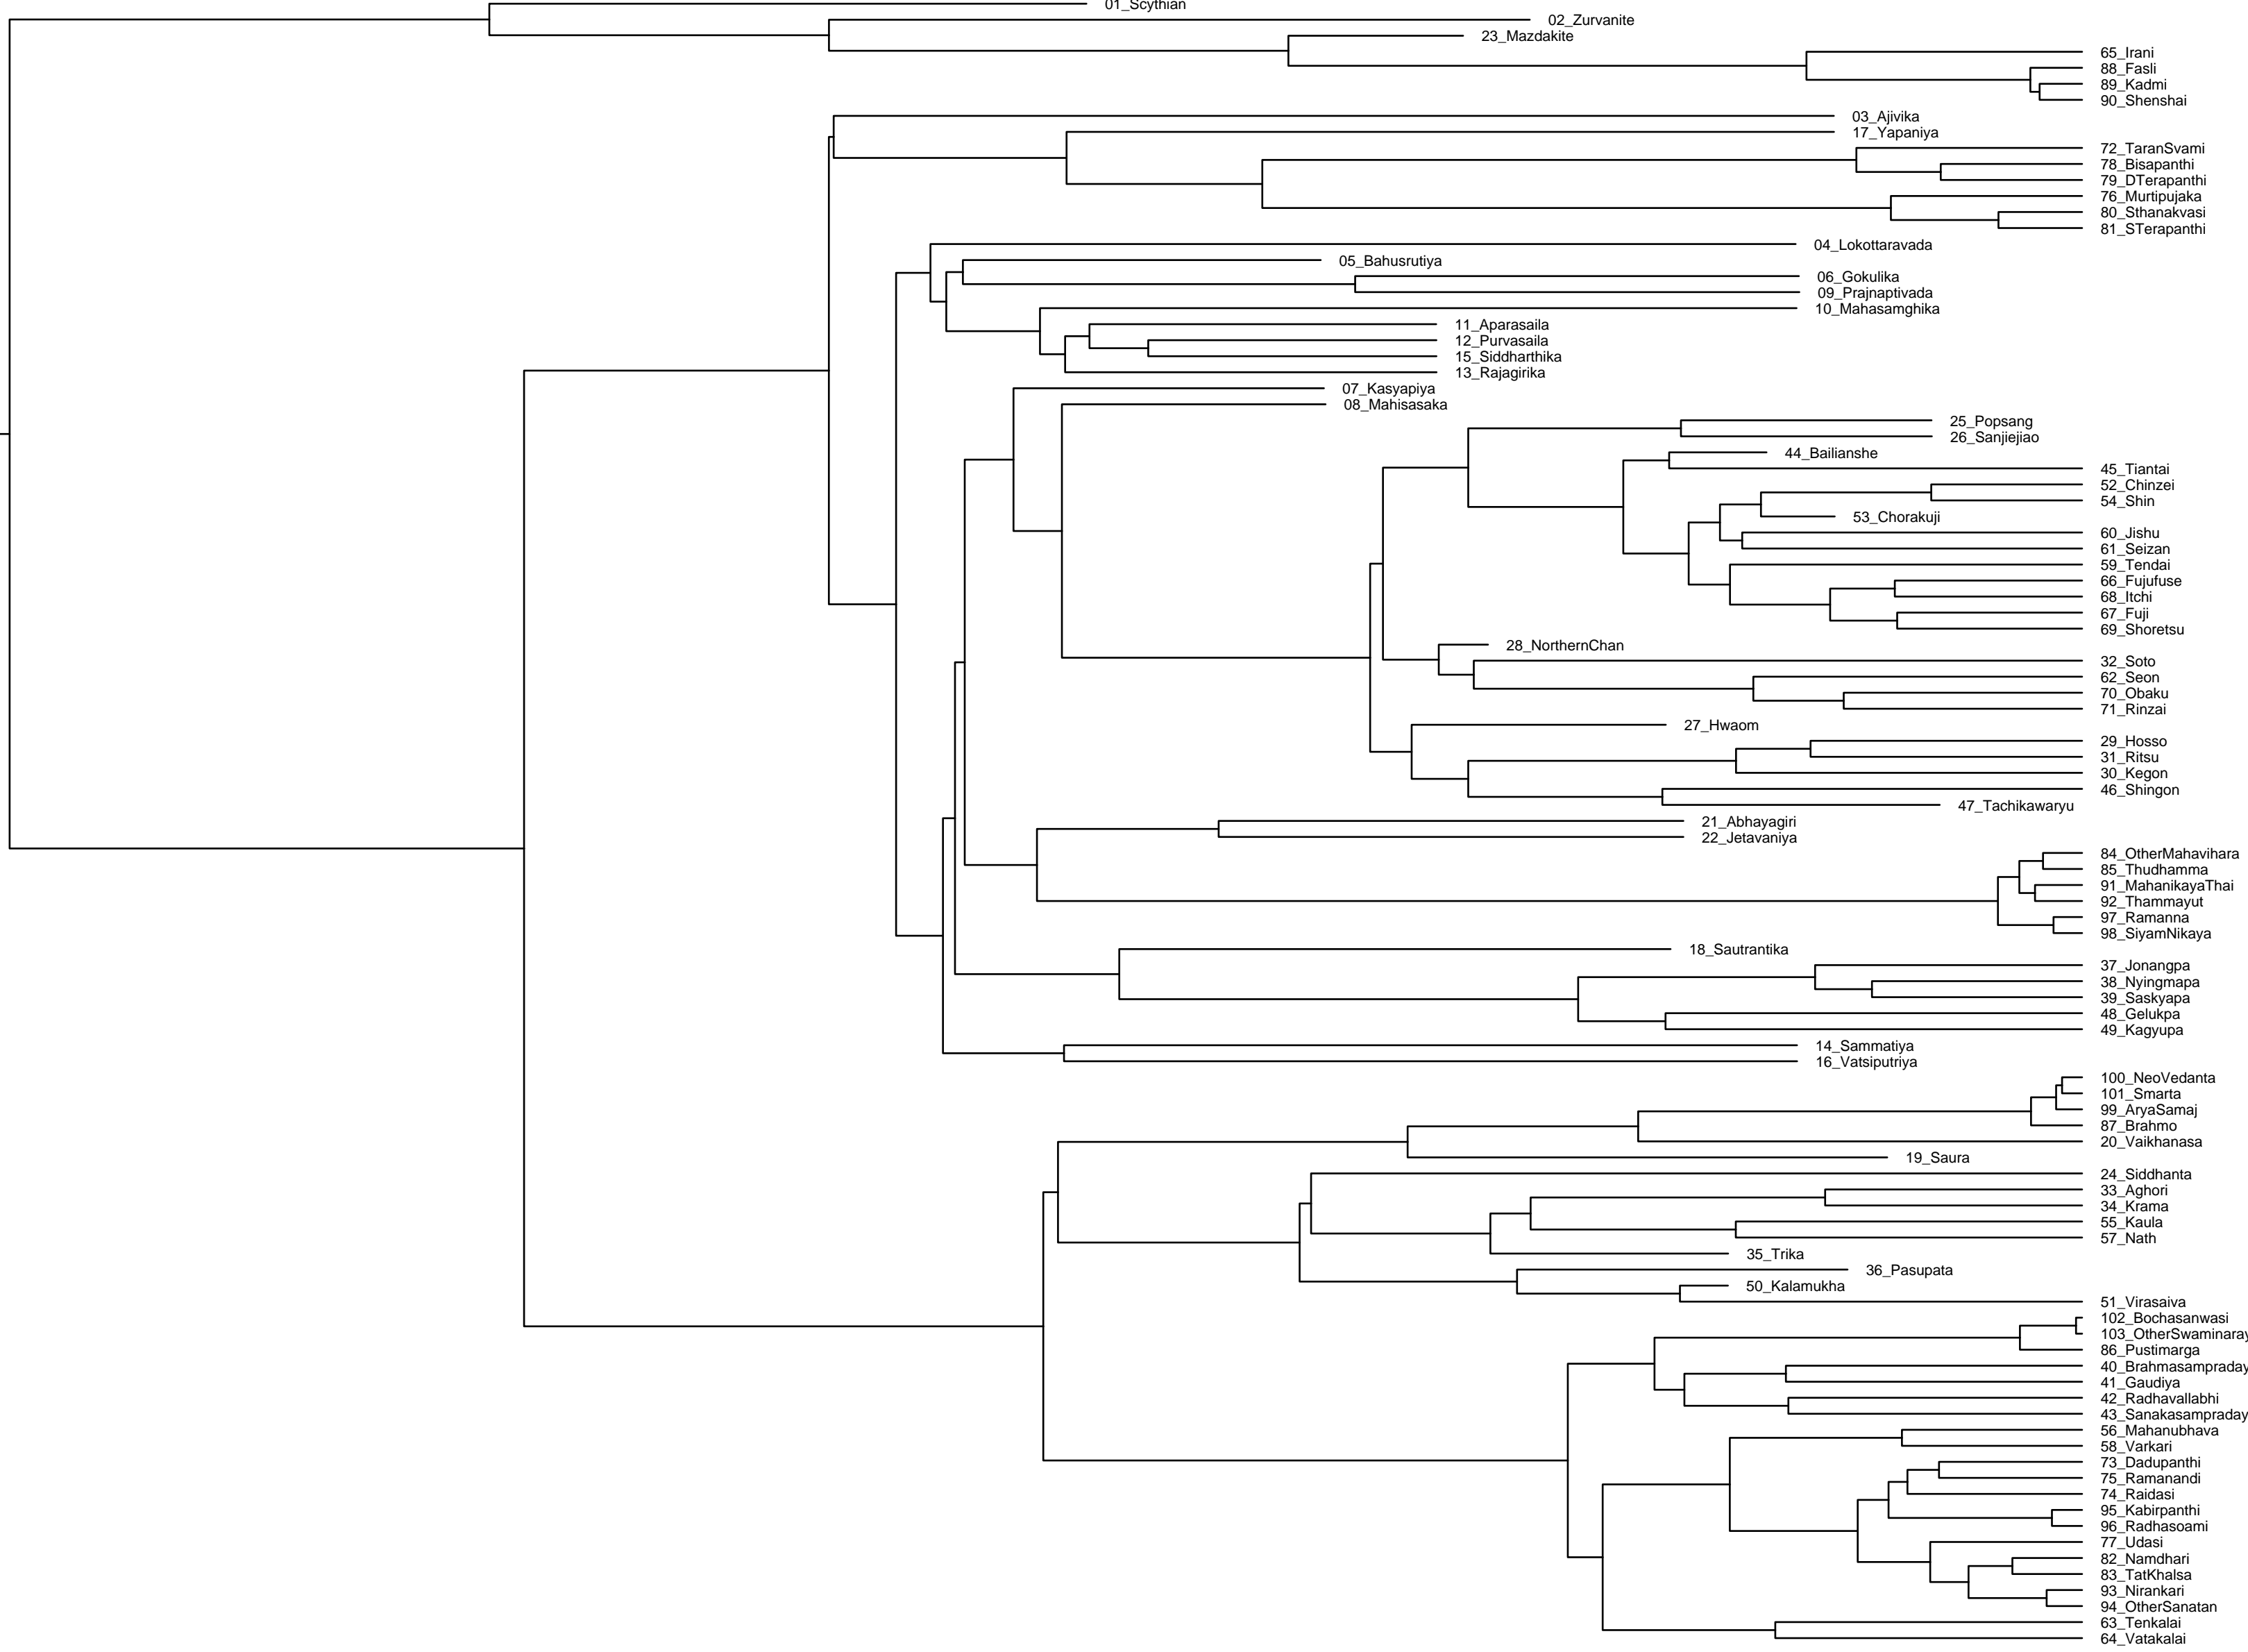 01_Scythian
02_Zurvanite
23_Mazdakite
65_Irani
88_Fasli
89_Kadmi
90_Shenshai
03_Ajivika
17_Yapaniya
72_TaranSvami
78_Bisapanthi
79_DTerapanthi
76_Murtipujaka
80_Sthanakvasi
81_STerapanthi
04_Lokottaravada
05_Bahusrutiya
06_Gokulika
09_Prajnaptivada
10_Mahasamghika
11_Aparasaila
12_Purvasaila
15_Siddharthika
13_Rajagirika
07_Kasyapiya
08_Mahisasaka
25_Popsang
26_Sanjiejiao
44_Bailianshe
45_Tiantai
52_Chinzei
54_Shin
53_Chorakuji
60_Jishu
61_Seizan
59_Tendai
66_Fujufuse
68_Itchi
67_Fuji
69_Shoretsu
28_NorthernChan
32_Soto
62_Seon
70_Obaku
71_Rinzai
27_Hwaom
29_Hosso
31_Ritsu
30_Kegon
46_Shingon
47_Tachikawaryu
21_Abhayagiri
22_Jetavaniya
84_OtherMahavihara
85_Thudhamma
91_MahanikayaThai
92_Thammayut
97_Ramanna
98_SiyamNikaya
18_Sautrantika
37_Jonangpa
38_Nyingmapa
39_Saskyapa
48_Gelukpa
49_Kagyupa
14_Sammatiya
16_Vatsiputriya
100_NeoVedanta
101_Smarta
99_AryaSamaj
87_Brahmo
20_Vaikhanasa
19_Saura
24_Siddhanta
33_Aghori
34_Krama
55_Kaula
57_Nath
35_Trika
36_Pasupata
50_Kalamukha
51_Virasaiva
102_Bochasanwasi
103_OtherSwaminaray
86_Pustimarga
40_Brahmasampraday
41_Gaudiya
42_Radhavallabhi
43_Sanakasampraday
56_Mahanubhava
58_Varkari
73_Dadupanthi
75_Ramanandi
74_Raidasi
95_Kabirpanthi
96_Radhasoami
77_Udasi
82_Namdhari
83_TatKhalsa
93_Nirankari
94_OtherSanatan
63_Tenkalai
64_Vatakalai